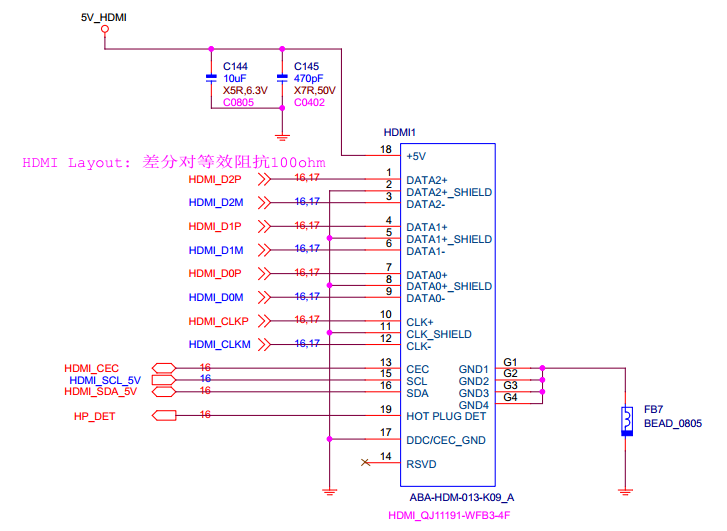 5V_HDMI
C144
10uF
X5R,6.3V
C0805
C145
470pF
X7R,50V
C0402
HDMI1
HDMI Layout: 差分对等效阻抗100ohm
18 +5V
HDMI_D2P 16,17 1 DATA2+
2 DATA2+_SHIELD
HDMI_D2M 16,17 3 DATA2-
HDMI_D1P 16,17 4 DATA1+
5 DATA1+_SHIELD
HDMI_D1M 16,17 6 DATA1-
HDMI_D0P 16,17 7 DATA0+
8 DATA0+_SHIELD
HDMI_D0M 16,17 9 DATA0-
HDMI_CLKP 16,17 10 CLK+
11 CLK_SHIELD
HDMI_CLKM 16,17 12 CLK-
HDMI_CEC 16 13 CEC GND1 G1
HDMI_SCL_5V 16 15 SCL GND2 G2
HDMI_SDA_5V 16 16 SDA GND3 G3
GND4 G4
HP_DET 16 19 HOT PLUG DET
17 DDC/CEC_GND
14 RSVD
FB7
BEAD_0805
ABA-HDM-013-K09_A
HDMI_QJ11191-WFB3-4F